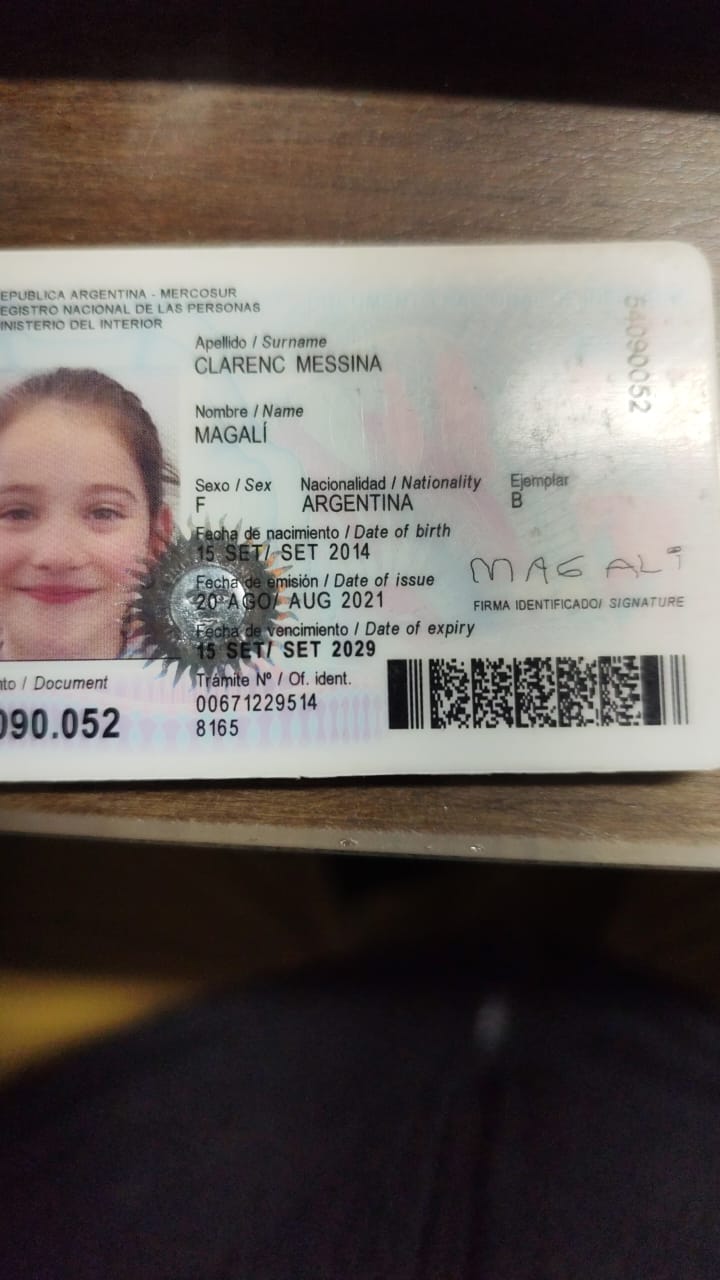 EPUBLICA ARGENTINA - MERCOSUR
EGISTRO NACIONAL DE LAS PERSONAS
INISTERIO DEL INTERIOR
Apellido / Surname
CLARENC MESSINA
Nombre / Name
MAGALÍ
Sexo / Sex Nacionalidad / Nationality Ejemplar
F ARGENTINA B
Fecha de nacimiento / Date of birth
15 SET/ SET 2014
Fecha de emisión / Date of issue
20 AGO/ AUG 2021
Fecha de vencimiento / Date of expiry
15 SET/ SET 2029
MAGALI
FIRMA IDENTIFICADO/ SIGNATURE
to / Document
090.052
Trámite Nº / Of. ident.
00671229514
8165
54090052